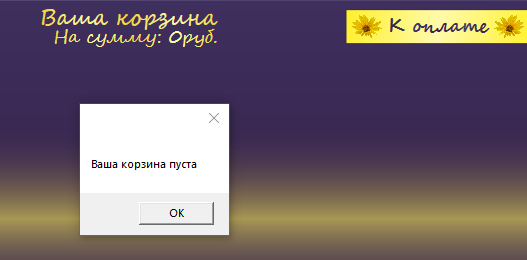 Ваша корзина
На сумму: 0руб.
К оплате
Ваша корзина пуста
OK